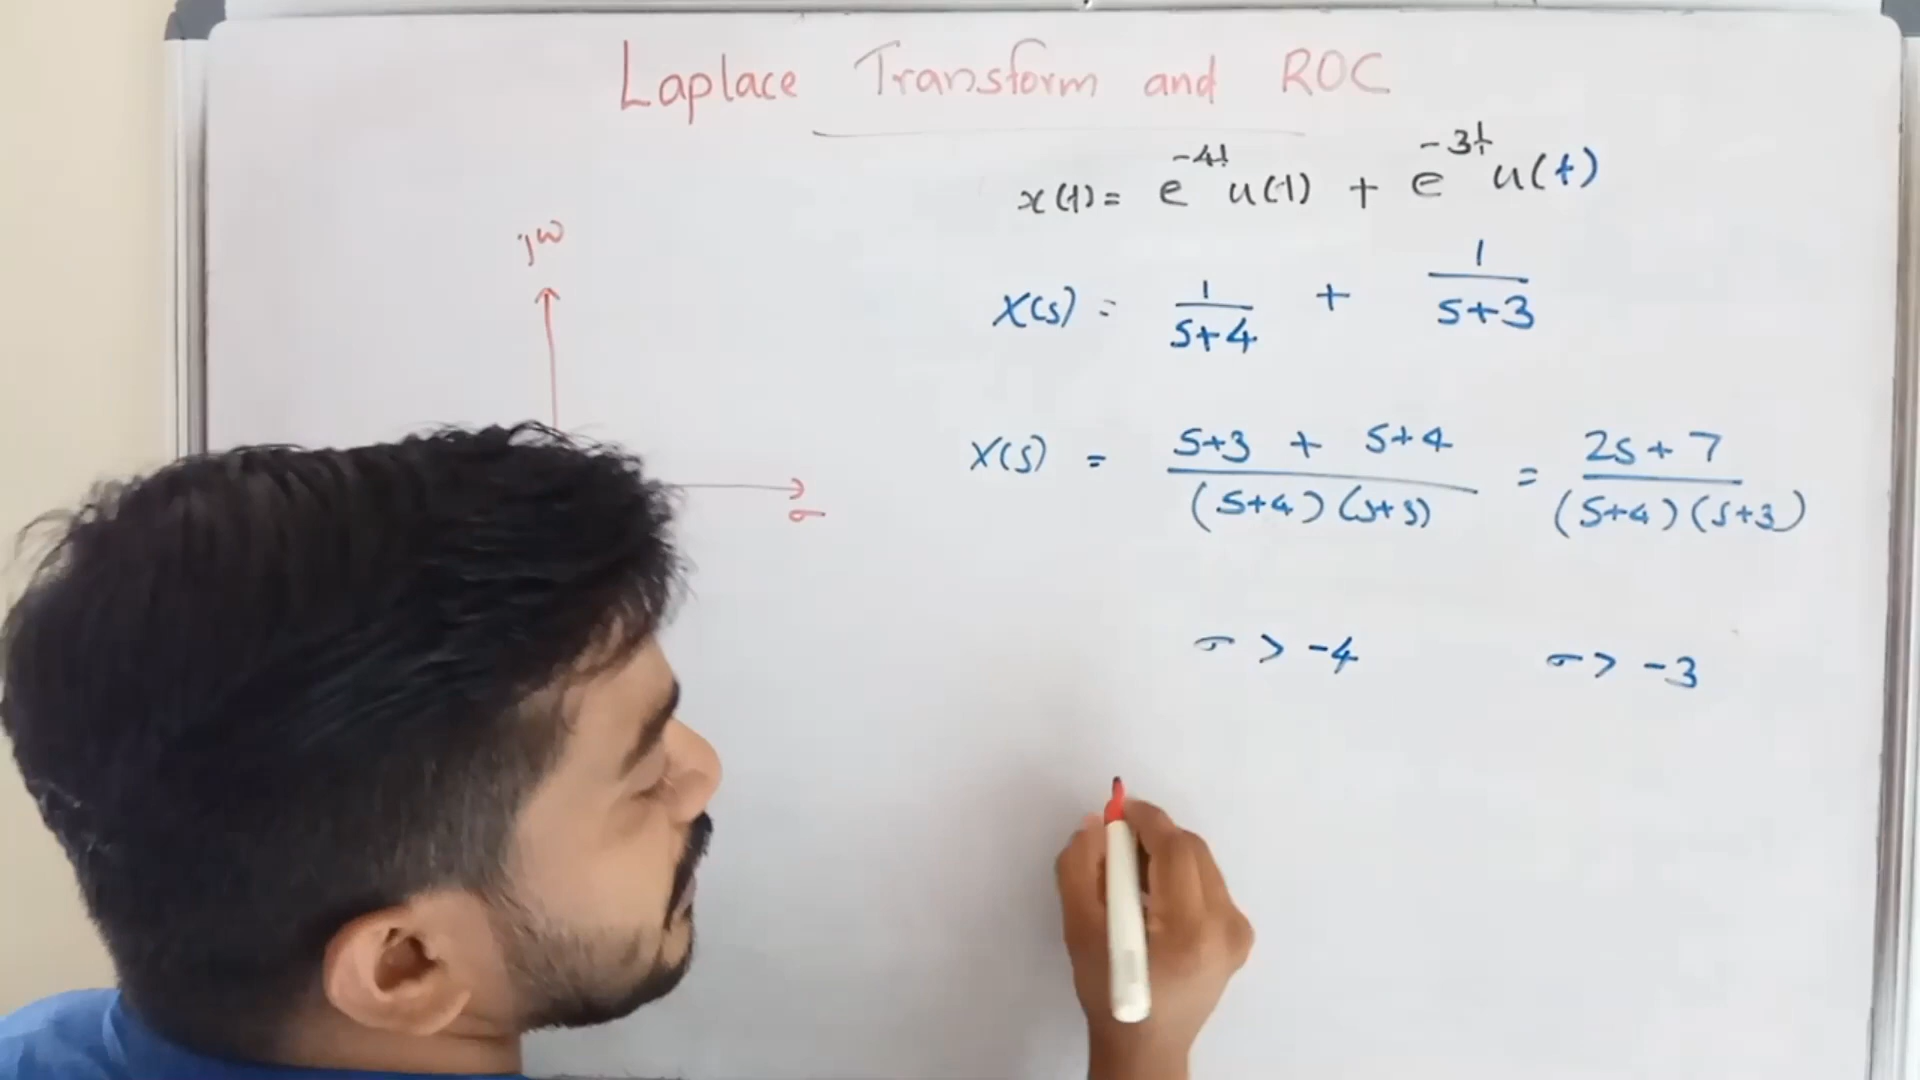 Laplace Transform and ROC
x(t) = e^{-4t} u(t) + e^{-3t} u(t)
jω
X(s) = 1/(s+4) + 1/(s+3)
X(s) = (s+3 + s+4)/((s+4)(s+3)) = (2s+7)/((s+4)(s+3))
σ
σ > -4 σ > -3